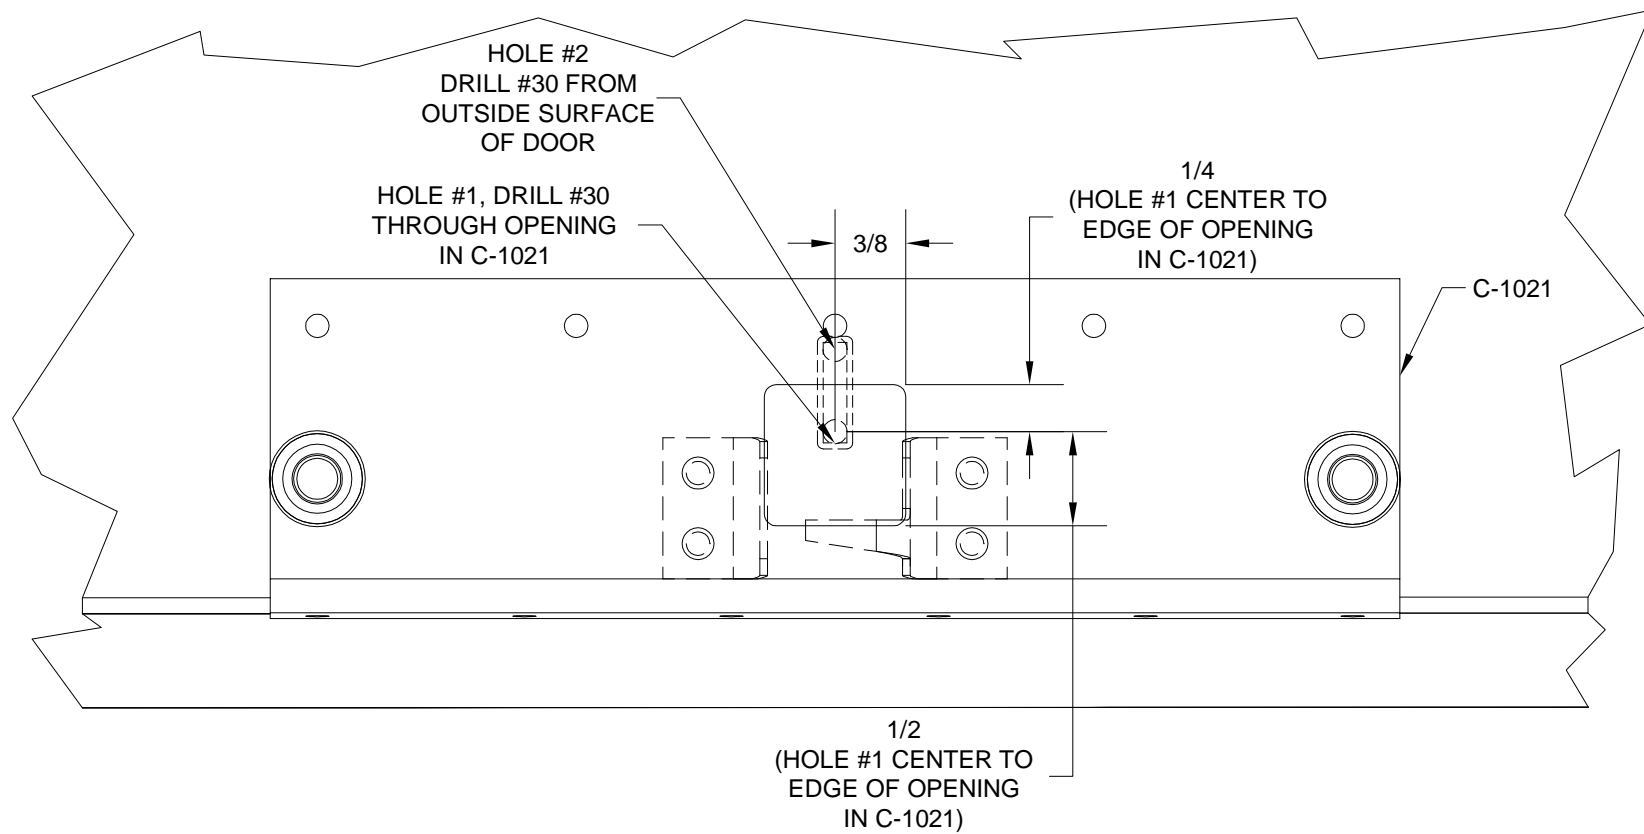 HOLE #2
DRILL #30 FROM
OUTSIDE SURFACE
OF DOOR
HOLE #1, DRILL #30
THROUGH OPENING
IN C-1021
3/8
1/4
(HOLE #1 CENTER TO
EDGE OF OPENING
IN C-1021)
C-1021
1/2
(HOLE #1 CENTER TO
EDGE OF OPENING
IN C-1021)